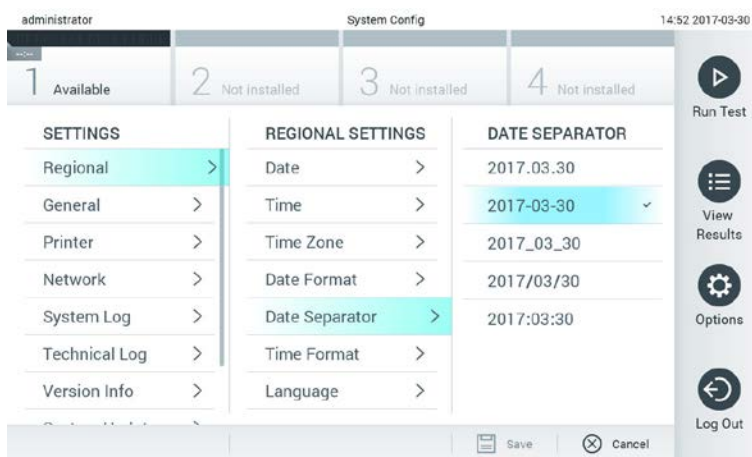 administrator
System Config
14:52 2017-03-30
--:--
1 Available
2 Not installed
3 Not installed
4 Not installed
Run Test
SETTINGS
Regional
General
Printer
Network
System Log
Technical Log
Version Info
REGIONAL SETTINGS
Date
Time
Time Zone
Date Format
Date Separator
Time Format
Language
DATE SEPARATOR
2017.03.30
2017-03-30
2017_03_30
2017/03/30
2017:03:30
View
Results
Options
Log Out
Save
Cancel